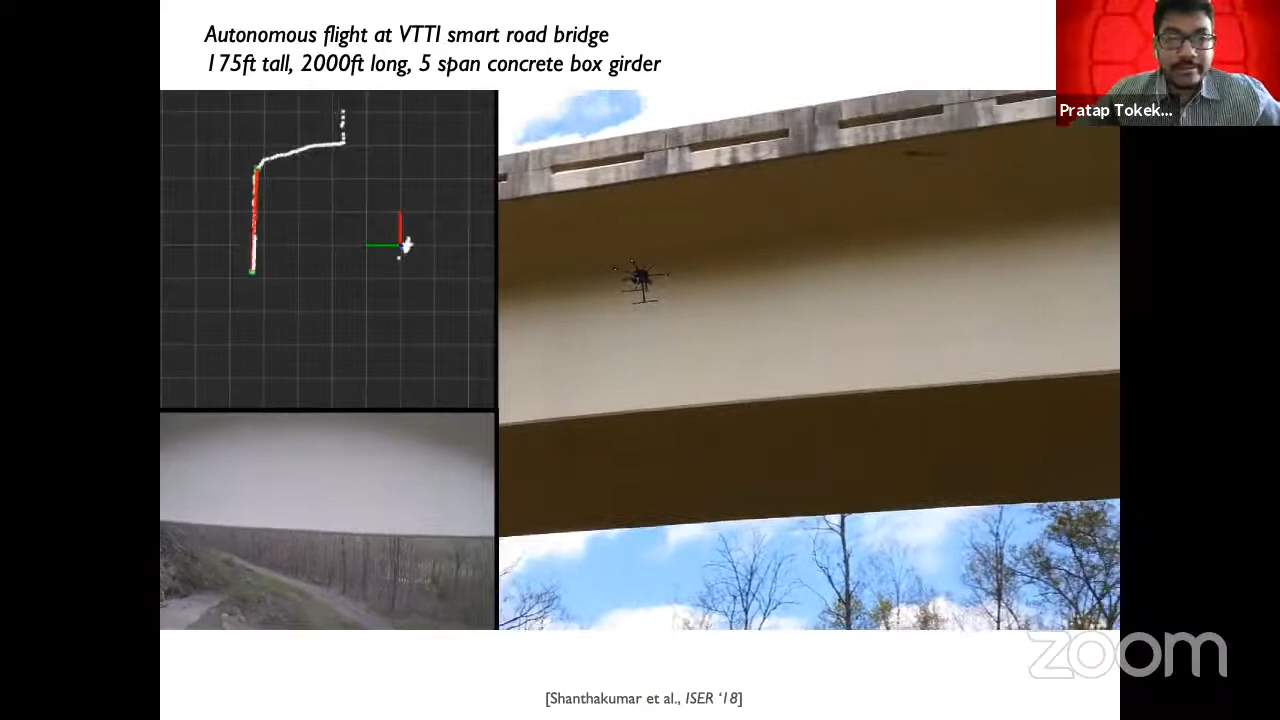 Autonomous flight at VTTI smart road bridge
175ft tall, 2000ft long, 5 span concrete box girder
Pratap Tokek...
zoom
[Shanthakumar et al., ISER ‘18]